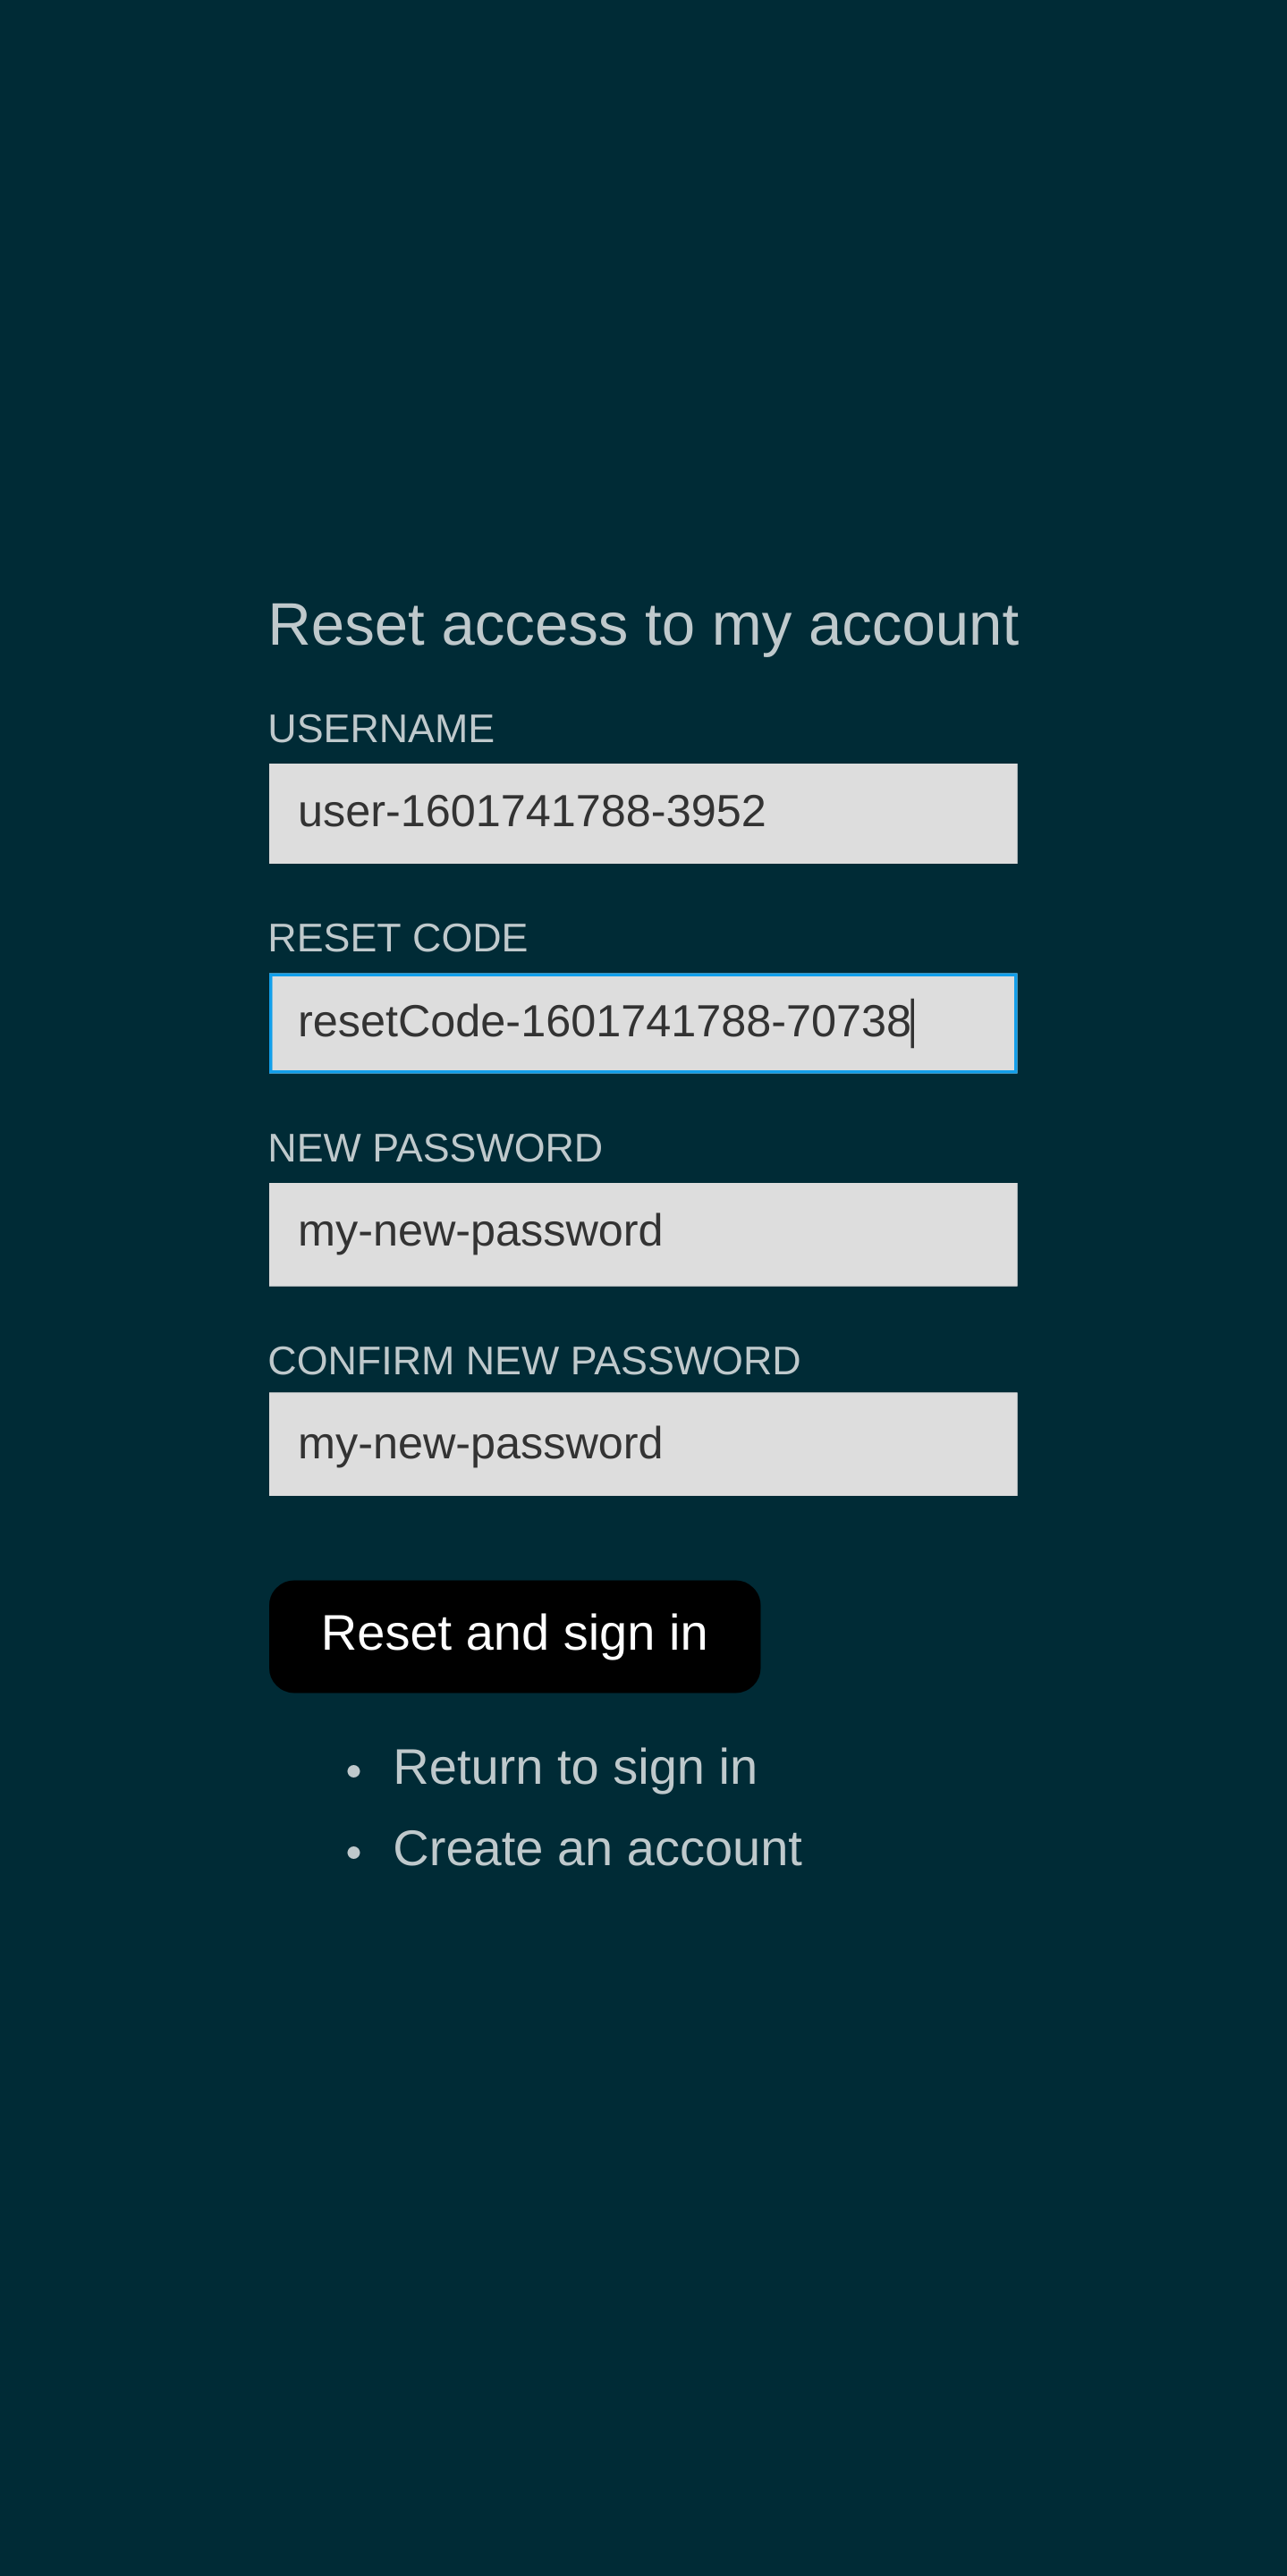 Reset access to my account
USERNAME
user-1601741788-3952
RESET CODE
resetCode-1601741788-70738
NEW PASSWORD
my-new-password
CONFIRM NEW PASSWORD
my-new-password
Reset and sign in
• Return to sign in
• Create an account